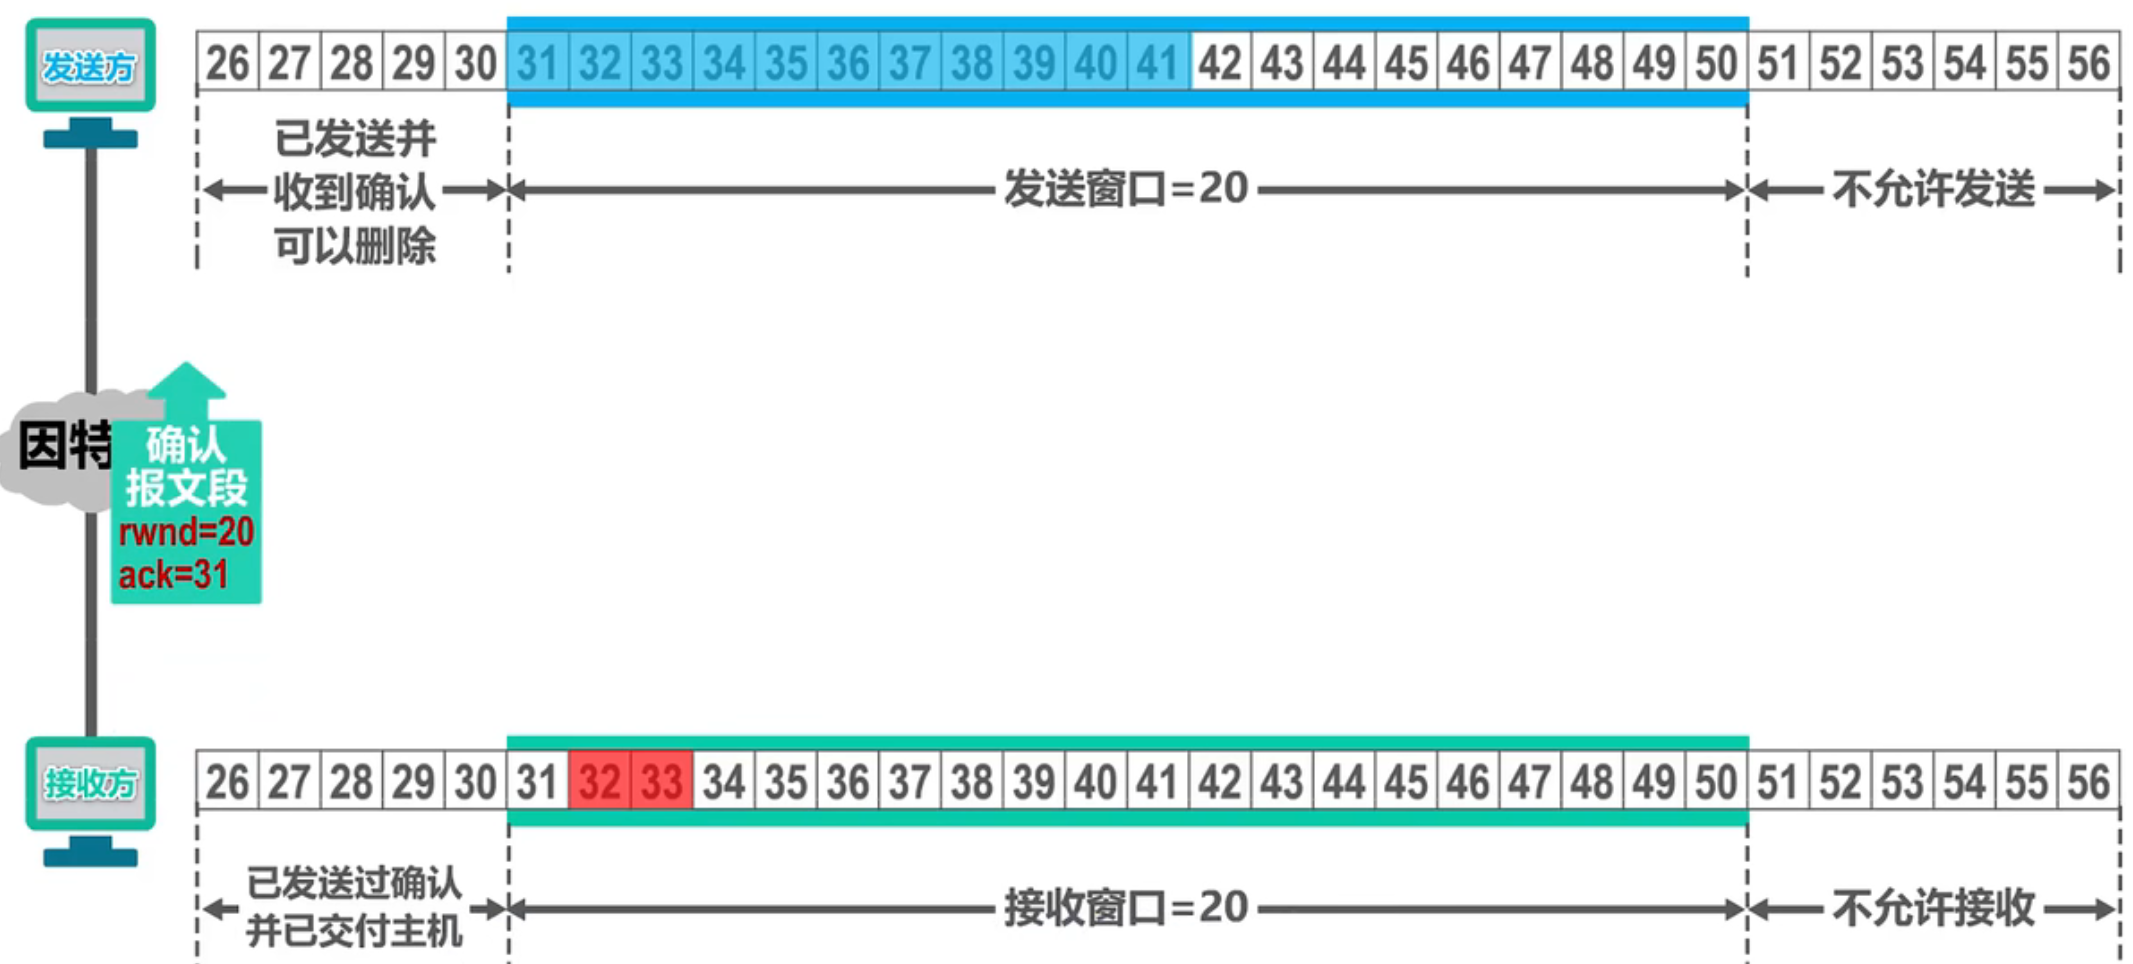 发送方
26 27 28 29 30 31 32 33 34 35 36 37 38 39 40 41 42 43 44 45 46 47 48 49 50 51 52 53 54 55 56
已发送并
收到确认
可以删除
发送窗口=20
不允许发送
因特
确认
报文段
rwnd=20
ack=31
接收方
26 27 28 29 30 31 32 33 34 35 36 37 38 39 40 41 42 43 44 45 46 47 48 49 50 51 52 53 54 55 56
已发送过确认
并已交付主机
接收窗口=20
不允许接收